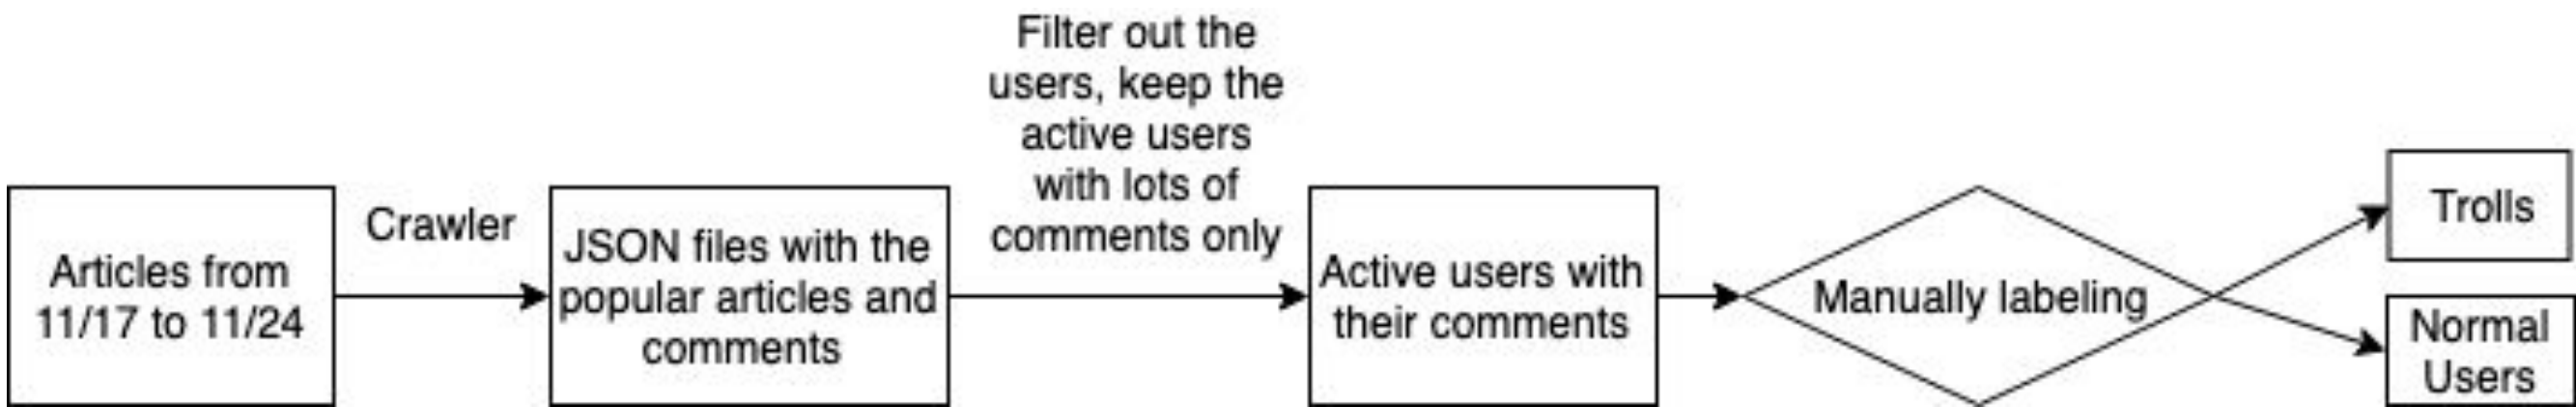 Articles from
11/17 to 11/24
Crawler
JSON files with the
popular articles and
comments
Filter out the
users, keep the
active users
with lots of
comments only
Active users with
their comments
Manually labeling
Trolls
Normal
Users